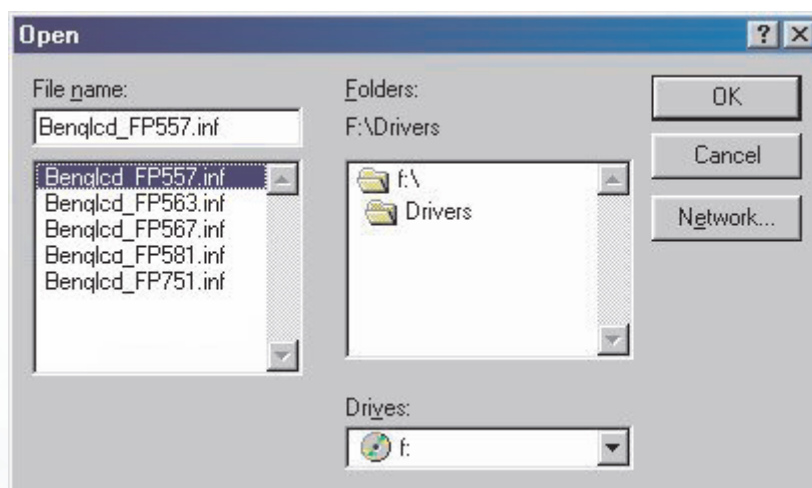 Open
File name:
Benqlcd_FP557.inf
Benqlcd_FP557.inf
Benqlcd_FP563.inf
Benqlcd_FP567.inf
Benqlcd_FP581.inf
Benqlcd_FP751.inf
Folders:
F:\Drivers
f:\
Drivers
Drives:
f:
OK
Cancel
Network...